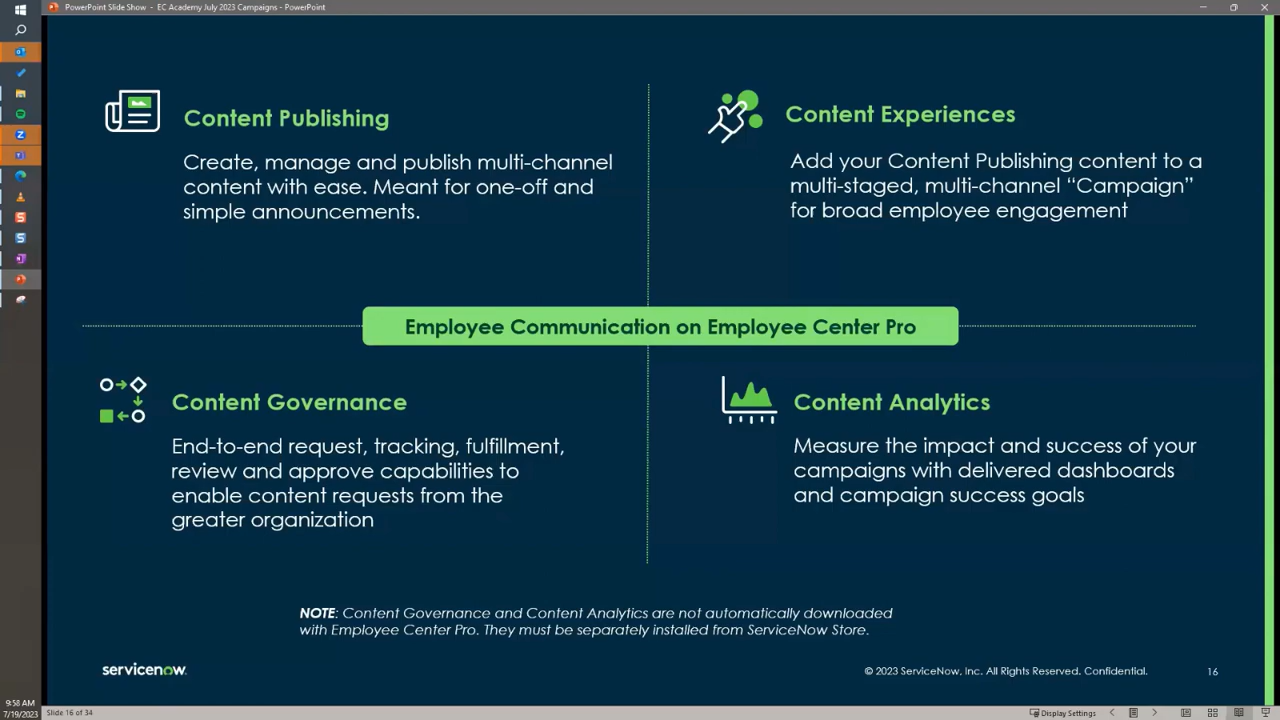 PowerPoint Slide Show - EC Academy July 2023 Campaigns - PowerPoint
Content Publishing
Create, manage and publish multi-channel
content with ease. Meant for one-off and
simple announcements.
Content Experiences
Add your Content Publishing content to a
multi-staged, multi-channel “Campaign”
for broad employee engagement
Employee Communication on Employee Center Pro
Content Governance
End-to-end request, tracking, fulfillment,
review and approve capabilities to
enable content requests from the
greater organization
Content Analytics
Measure the impact and success of your
campaigns with delivered dashboards
and campaign success goals
NOTE: Content Governance and Content Analytics are not automatically downloaded
with Employee Center Pro. They must be separately installed from ServiceNow Store.
servicenow.
© 2023 ServiceNow, Inc. All Rights Reserved. Confidential.
16
9:58 AM
7/19/2023
Slide 16 of 34
Display Settings